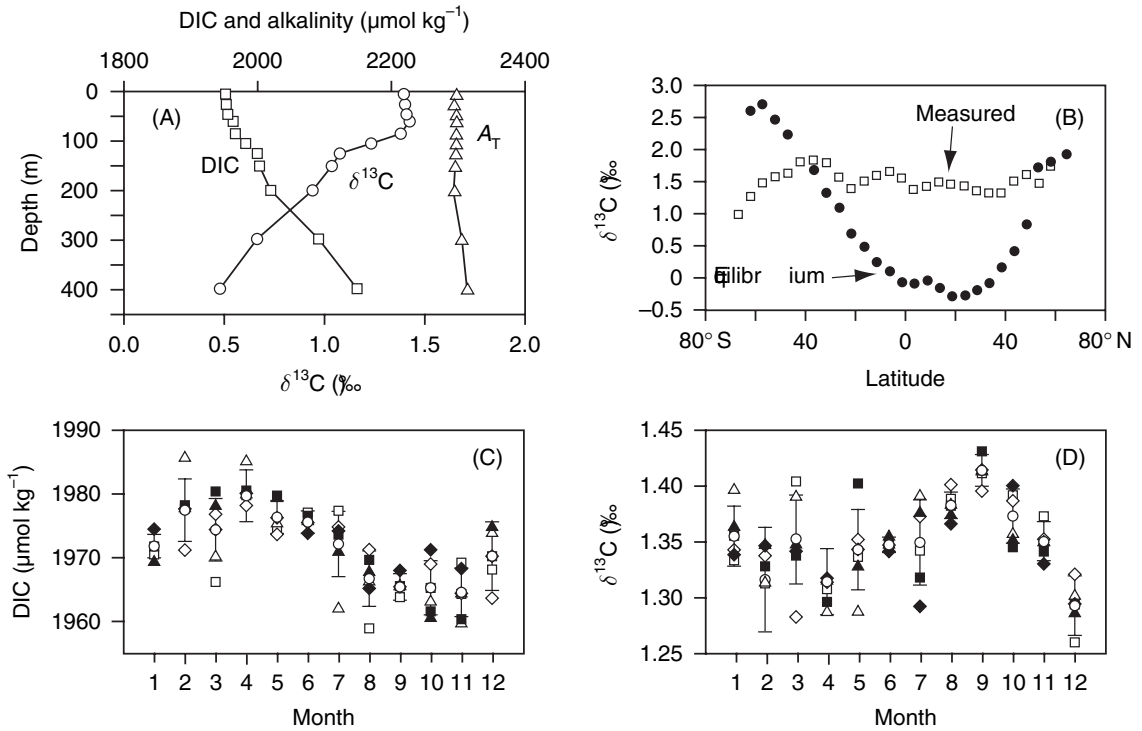 DIC and alkalinity (μmol kg⁻¹)
1800 2000 2200 2400
0
100
200
300
400
Depth (m)
(A)
DIC
δ¹³C
A_T
0.0 0.5 1.0 1.5 2.0
δ¹³C (‰
3.0
2.5
2.0
1.5
1.0
0.5
0
−0.5
δ¹³C (‰
(B)
Measured
Equilibr ium
80° S 40 0 40 80° N
Latitude
1990
1980
1970
1960
DIC (μmol kg⁻¹)
(C)
1 2 3 4 5 6 7 8 9 10 11 12
Month
1.45
1.40
1.35
1.30
1.25
δ¹³C (‰
(D)
1 2 3 4 5 6 7 8 9 10 11 12
Month